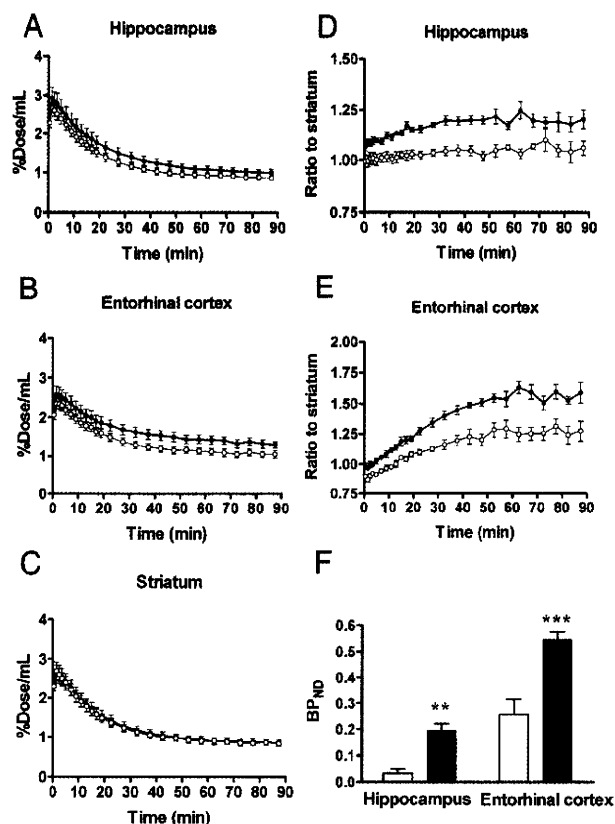 A
Hippocampus
%Dose/mL
4
3
2
1
0
0 10 20 30 40 50 60 70 80 90
Time (min)
D
Hippocampus
Ratio to striatum
1.50
1.25
1.00
0.75
0 10 20 30 40 50 60 70 80 90
Time (min)
B
Entorhinal cortex
%Dose/mL
4
3
2
1
0
0 10 20 30 40 50 60 70 80 90
Time (min)
E
Entorhinal cortex
Ratio to striatum
2.00
1.75
1.50
1.25
1.00
0.75
0 10 20 30 40 50 60 70 80 90
Time (min)
C
Striatum
%Dose/mL
4
3
2
1
0
0 10 20 30 40 50 60 70 80 90
Time (min)
F
BPND
0.6
0.5
0.4
0.3
0.2
0.1
0.0
**
***
Hippocampus
Entorhinal cortex